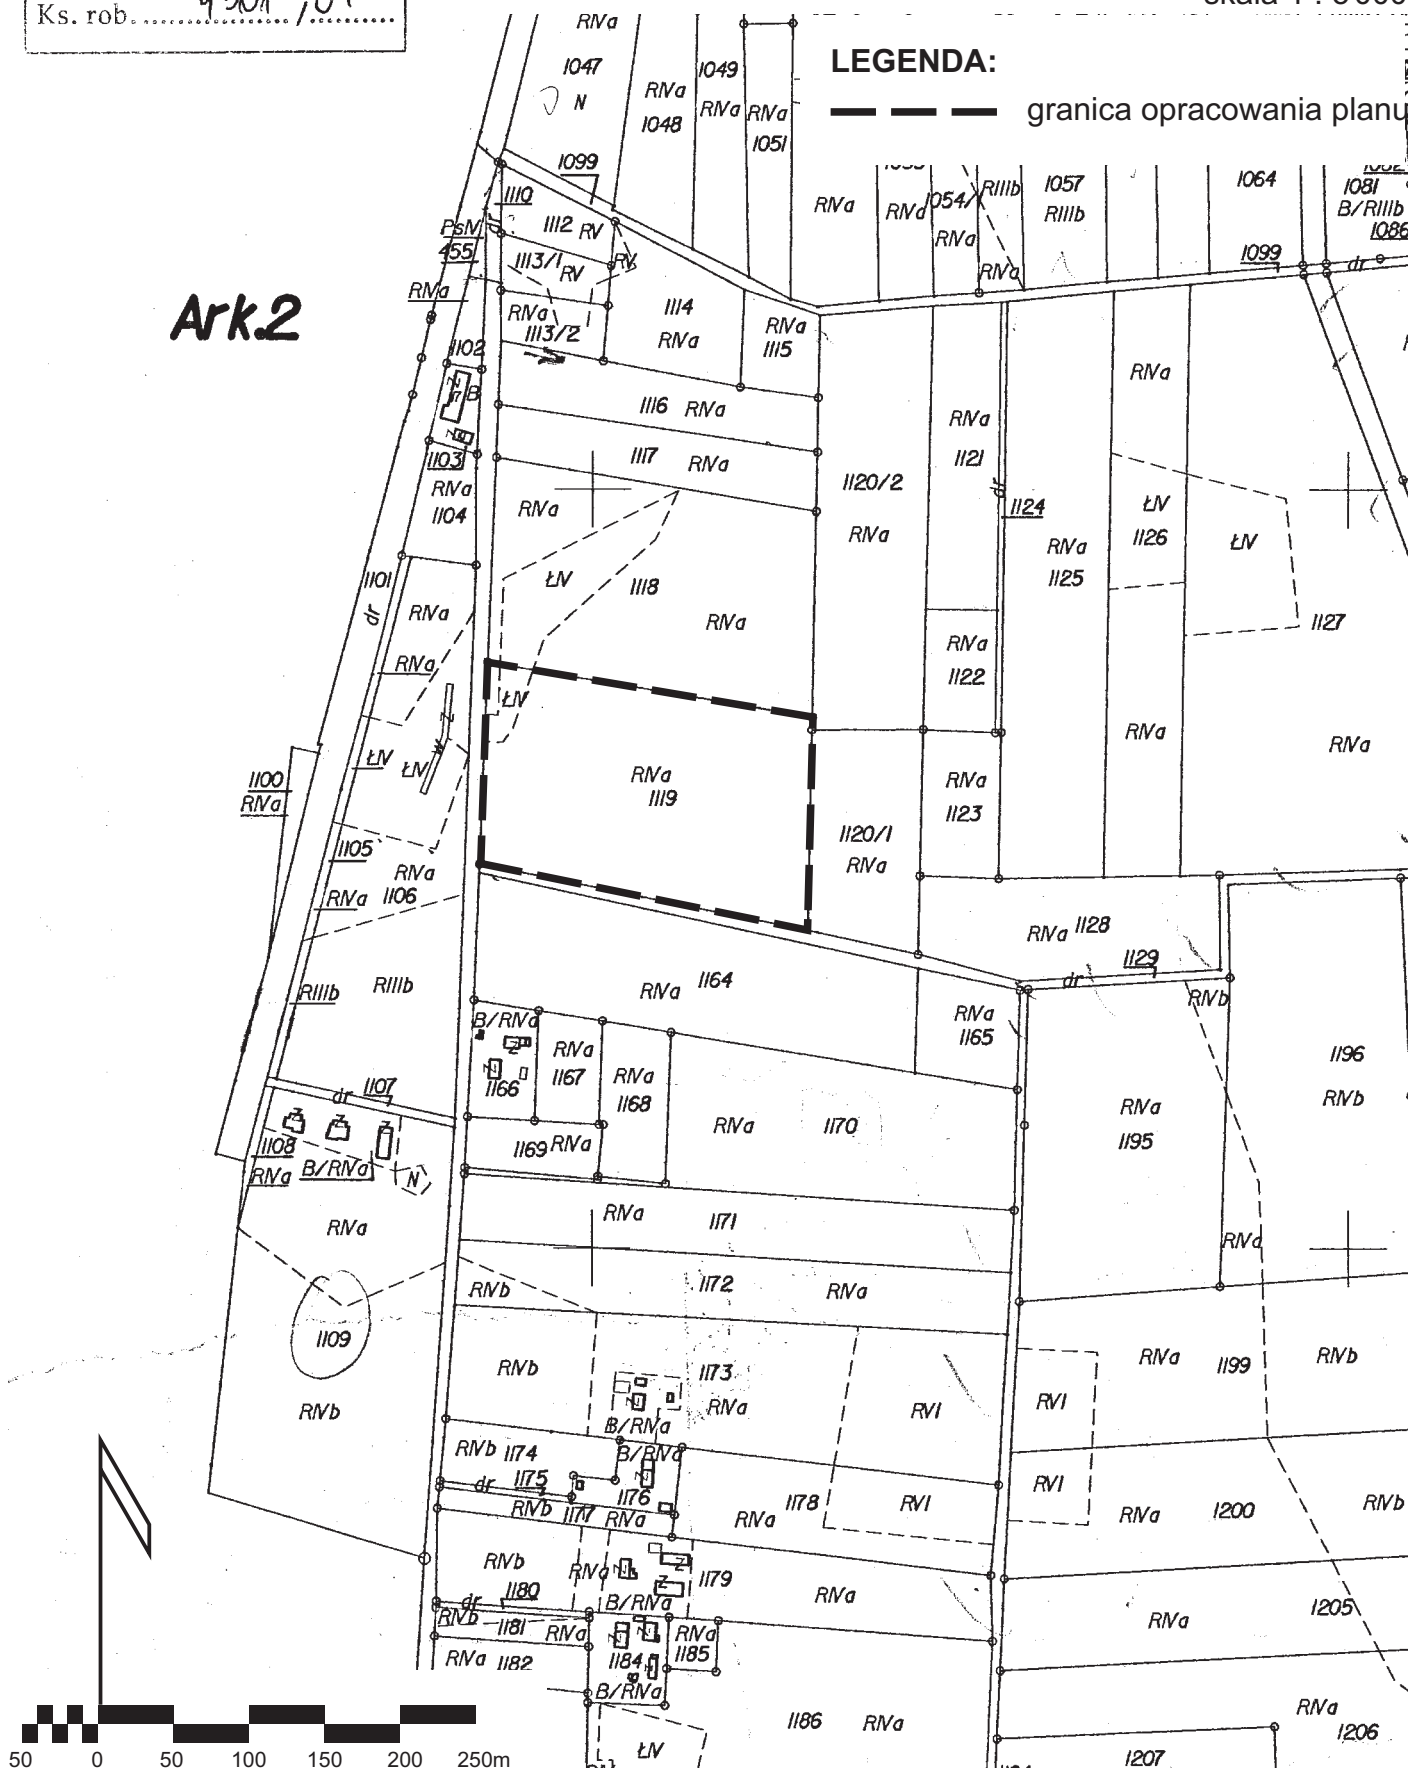 Ks. rob.
skala 1 : 5000
LEGENDA:
granica opracowania planu
Ark.2
RIVa
1047
N
RIVa
1048
1049
RIVa
RIVa
1051
1099
1110
dr
1112 RV
PsIV
455
1113/1
RV
RV
RIVa
RIVa
1113/2
1114
RIVa
RIVa
1115
RIVa
RIVa
1054/
RIVa
RIIIb
RIVa
1057
RIIIb
1064
1099
1081
B/RIIIb
1086
dr
1102
B
1103
RIVa
1104
1116 RIVa
1117 RIVa
RIVa
ŁIV
1118
RIVa
1120/2
RIVa
RIVa
1121
dr
1124
RIVa
1125
RIVa
ŁIV
1126
ŁIV
1127
1101
dr
RIVa
RIVa
RIVa
1122
ŁIV
RIVa
1119
RIVa
RIVa
1123
RIVa
RIVa
1100
RIVa
ŁIV
ŁIV
1105
RIVa
1106
RIVa
1120/1
RIVa
RIVa 1128
1129
dr
RIIIb
RIIIb
RIVa 1164
RIVa
1165
RIVb
B/RIVa
1166
RIVa
1167
RIVa
1168
1169 RIVa
RIVa
1170
RIVa
1195
1196
RIVb
dr
1107
1108
RIVa
B/RIVa
N
RIVa
RIVa
1171
RIVa
RIVb
1172
RIVa
1109
RIVb
RIVb
1173
RIVa
B/RIVa
RVI
RVI
RIVa
1199
RIVb
RIVb 1174
B/RIVa
dr
1175
1176
RIVb 1177
RIVa
1178
RIVa
RVI
RVI
RIVa
1200
RIVb
RIVb
RIVa
1179
RIVa
B/RIVa
dr
1180
RIVb
1181
RIVa
RIVa 1182
1184
B/RIVa
RIVa
1185
RIVa
1205
1186
RIVa
ŁIV
RIVa
1206
1207
50 0 50 100 150 200 250m